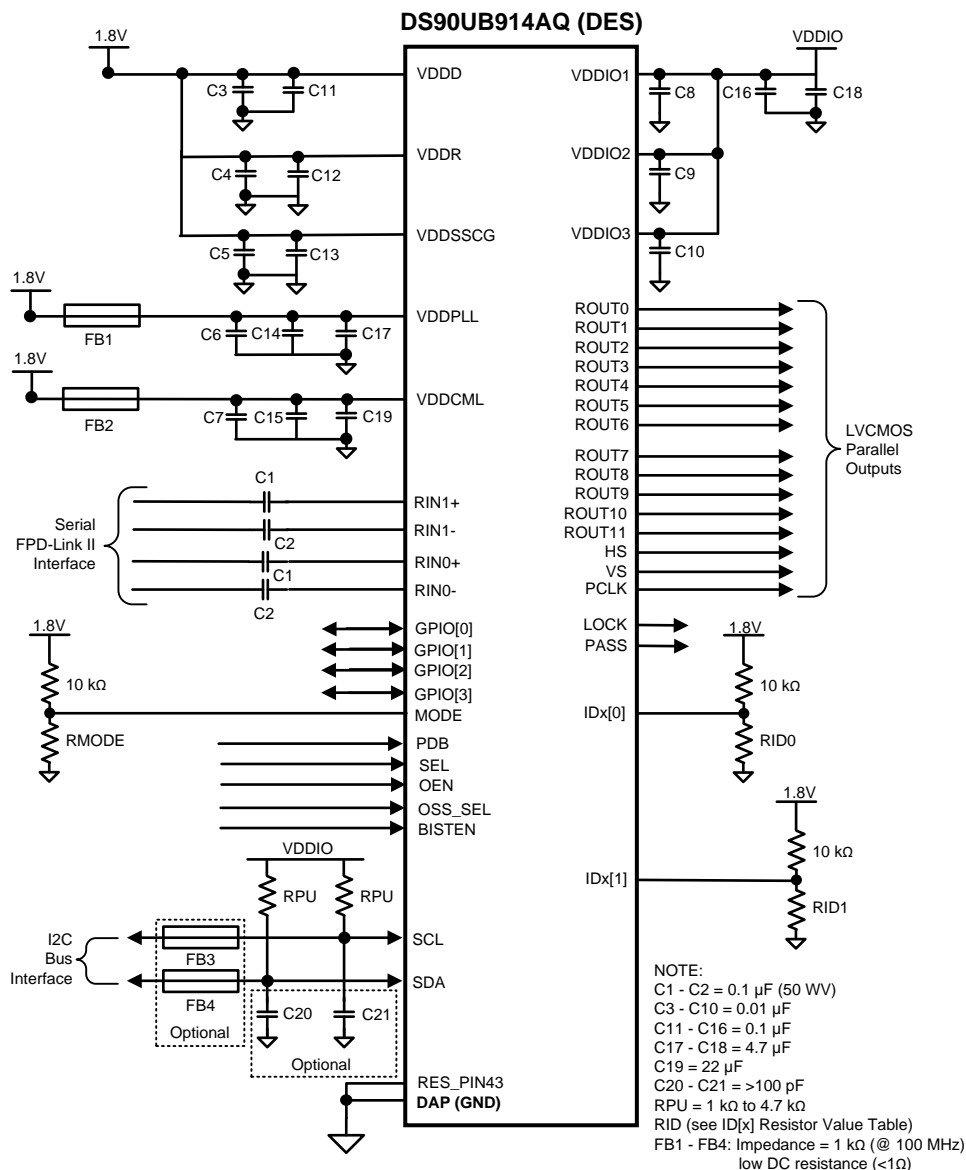 DS90UB914AQ (DES)
1.8V
VDDIO
VDDD
VDDIO1
C3
C11
C8
C16
C18
VDDR
VDDIO2
C4
C12
C9
VDDSSCG
VDDIO3
C5
C13
C10
1.8V
FB1
VDDPLL
C6
C14
C17
1.8V
FB2
VDDCML
C7
C15
C19
ROUT0
ROUT1
ROUT2
ROUT3
ROUT4
ROUT5
ROUT6
ROUT7
ROUT8
ROUT9
ROUT10
ROUT11
HS
VS
PCLK
LVCMOS
Parallel
Outputs
Serial
FPD-Link II
Interface
C1
RIN1+
RIN1-
C2
RIN0+
C1
RIN0-
C2
LOCK
PASS
GPIO[0]
GPIO[1]
GPIO[2]
GPIO[3]
1.8V
10 kΩ
MODE
RMODE
1.8V
10 kΩ
IDx[0]
RID0
PDB
SEL
OEN
OSS_SEL
BISTEN
1.8V
10 kΩ
IDx[1]
RID1
VDDIO
RPU
RPU
I2C
Bus
Interface
SCL
FB3
SDA
FB4
Optional
C20
C21
Optional
RES_PIN43
DAP (GND)
NOTE:
C1 - C2 = 0.1 µF (50 WV)
C3 - C10 = 0.01 µF
C11 - C16 = 0.1 µF
C17 - C18 = 4.7 µF
C19 = 22 µF
C20 - C21 = >100 pF
RPU = 1 kΩ to 4.7 kΩ
RID (see ID[x] Resistor Value Table)
FB1 - FB4: Impedance = 1 kΩ (@ 100 MHz)
low DC resistance (<1Ω)